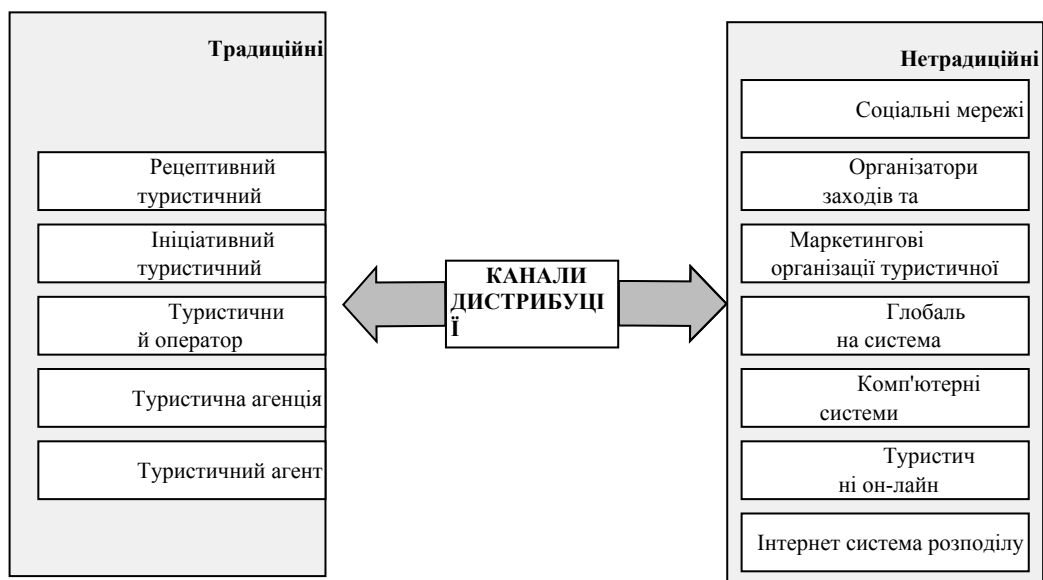 Традиційні
Рецептивний
туристичний
Ініціативний
туристичний
Туристични
й оператор
Туристична агенція
Туристичний агент
КАНАЛИ
ДИСТРИБУЦІ
Ї
Нетрадиційні
Соціальні мережі
Організатори
заходів та
Маркетингові
організації туристичної
Глобаль
на система
Комп'ютерні
системи
Туристич
ні он-лайн
Інтернет система розподілу